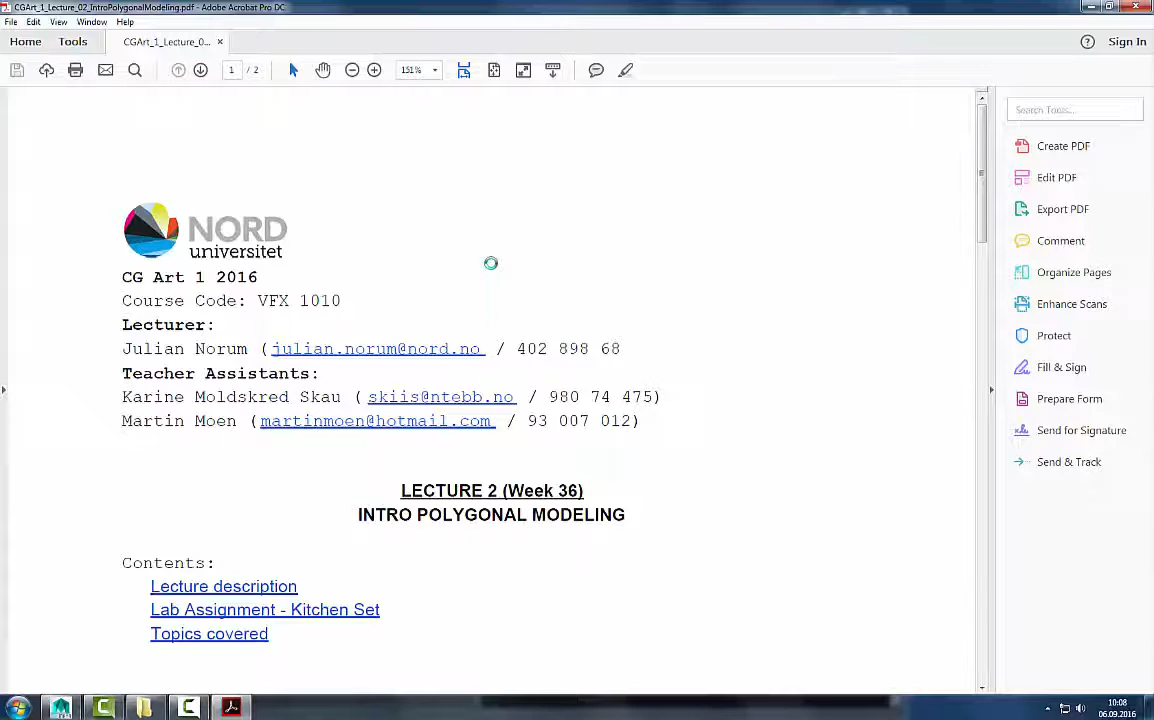 CGArt_1_Lecture_02_IntroPolygonalModeling.pdf - Adobe Acrobat Pro DC
File Edit View Window Help
Home Tools CGArt_1_Lecture_0... × Sign In
1 / 2 151%
Search Tools...
Create PDF
Edit PDF
Export PDF
Comment
Organize Pages
Enhance Scans
Protect
Fill & Sign
Prepare Form
Send for Signature
Send & Track
NORD
universitet
CG Art 1 2016
Course Code: VFX 1010
Lecturer:
Julian Norum (julian.norum@nord.no / 402 898 68
Teacher Assistants:
Karine Moldskred Skau (skiis@ntebb.no / 980 74 475)
Martin Moen (martinmoen@hotmail.com / 93 007 012)
LECTURE 2 (Week 36)
INTRO POLYGONAL MODELING
Contents:
Lecture description
Lab Assignment - Kitchen Set
Topics covered
10:08
06.09.2016